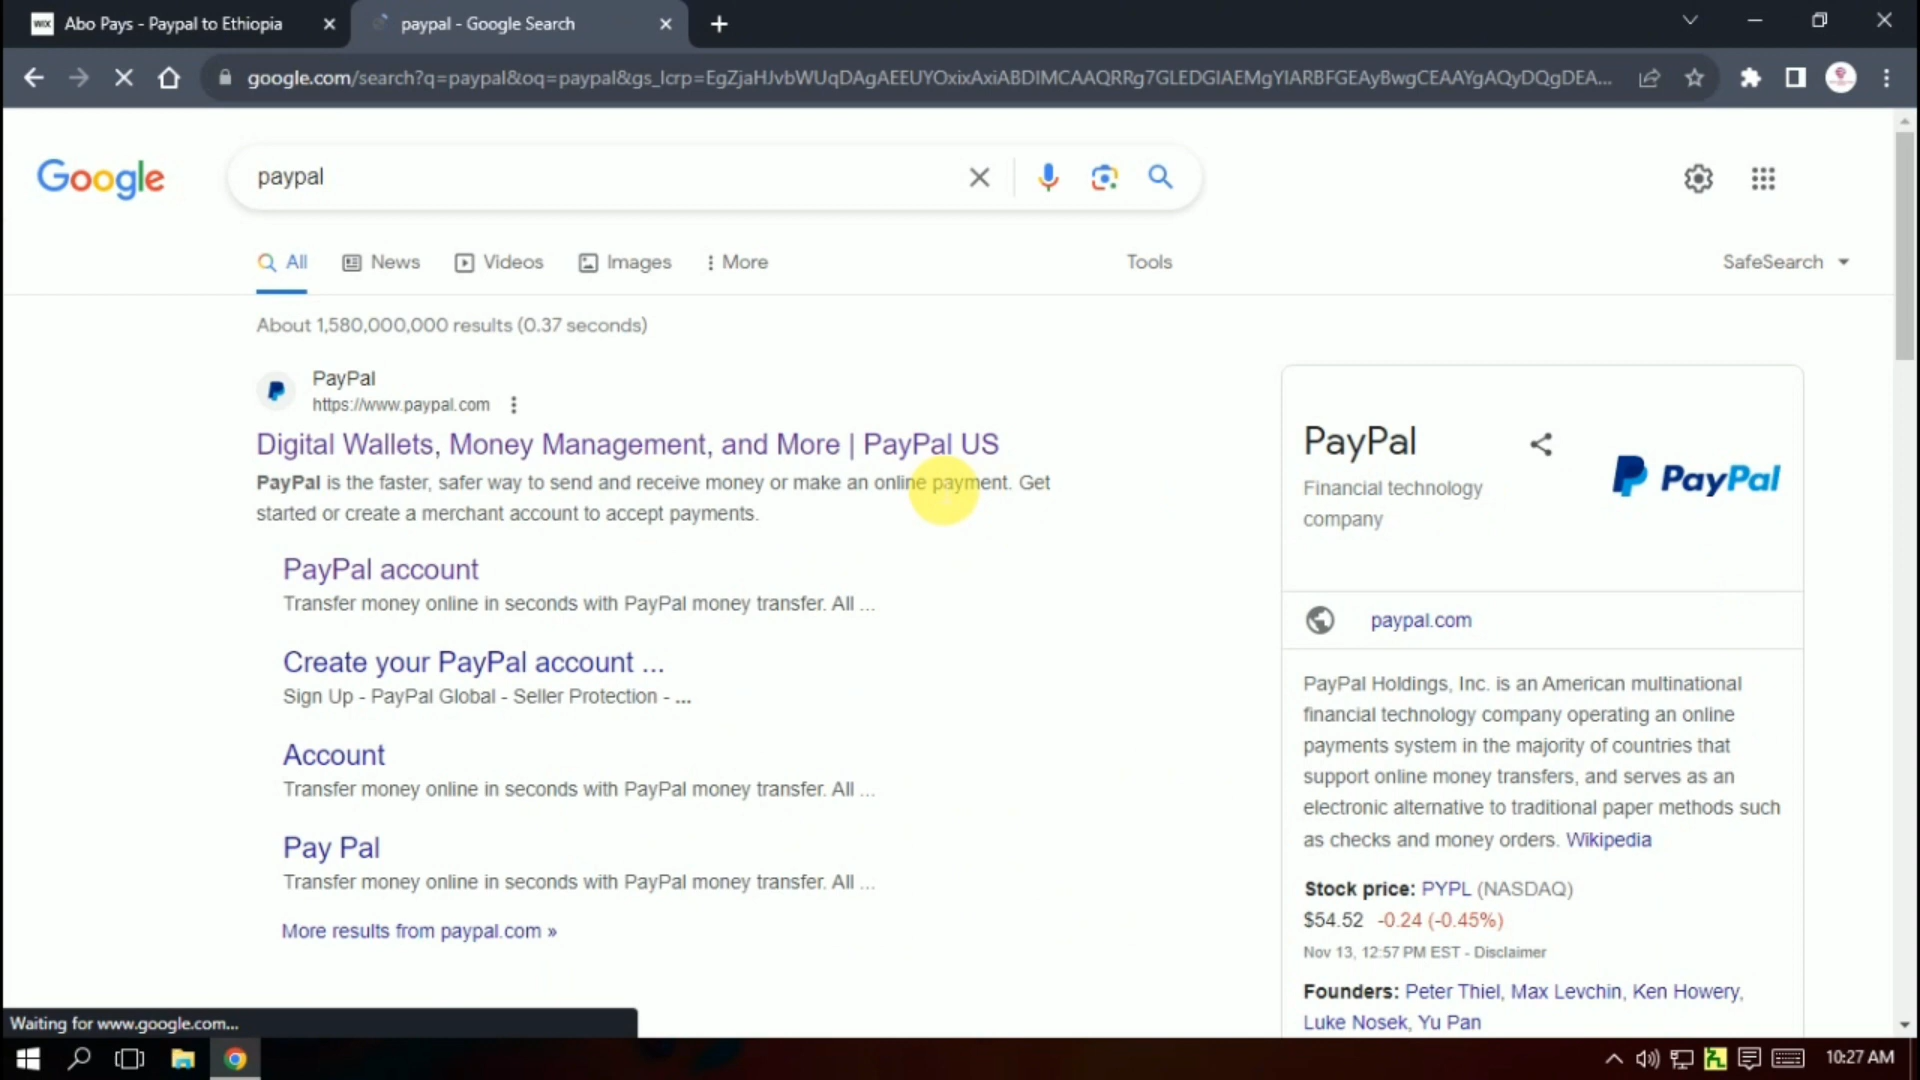 Abo Pays - Paypal to Ethiopia
paypal - Google Search
google.com/search?q=paypal&oq=paypal&gs_lcrp=EgZjaHJvbWUqDAgAEEUYOxixAxiABDIMCAAQRRg7GLEDGIAEMgYIARBFGEAyBwgCEAAYgAQyDQgDEA...
Google
paypal
All
News
Videos
Images
More
Tools
SafeSearch
About 1,580,000,000 results (0.37 seconds)
PayPal
https://www.paypal.com
Digital Wallets, Money Management, and More | PayPal US
PayPal is the faster, safer way to send and receive money or make an online payment. Get
started or create a merchant account to accept payments.
PayPal account
Transfer money online in seconds with PayPal money transfer. All ...
Create your PayPal account ...
Sign Up - PayPal Global - Seller Protection - ...
Account
Transfer money online in seconds with PayPal money transfer. All ...
Pay Pal
Transfer money online in seconds with PayPal money transfer. All ...
More results from paypal.com »
PayPal
Financial technology
company
PayPal
paypal.com
PayPal Holdings, Inc. is an American multinational
financial technology company operating an online
payments system in the majority of countries that
support online money transfers, and serves as an
electronic alternative to traditional paper methods such
as checks and money orders. Wikipedia
Stock price: PYPL (NASDAQ)
$54.52 -0.24 (-0.45%)
Nov 13, 12:57 PM EST - Disclaimer
Founders: Peter Thiel, Max Levchin, Ken Howery,
Luke Nosek, Yu Pan
Waiting for www.google.com...
10:27 AM